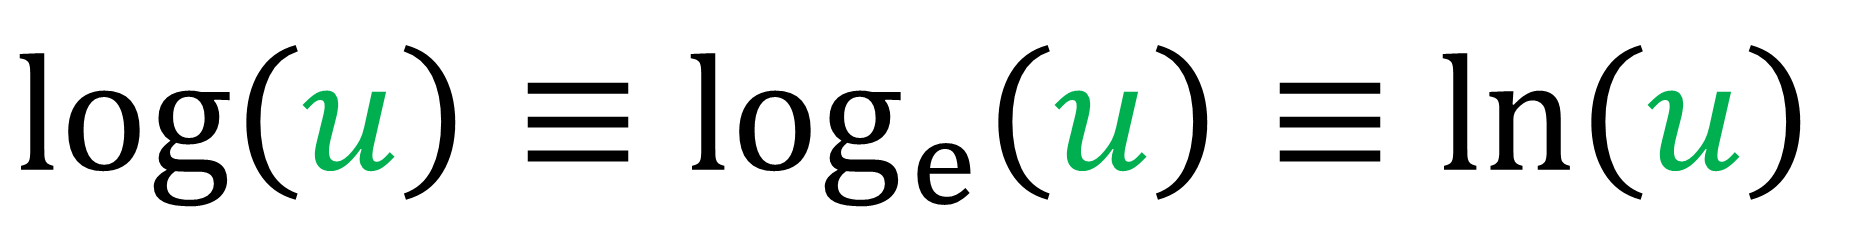 log(u) ≡ logₑ(u) ≡ ln(u)